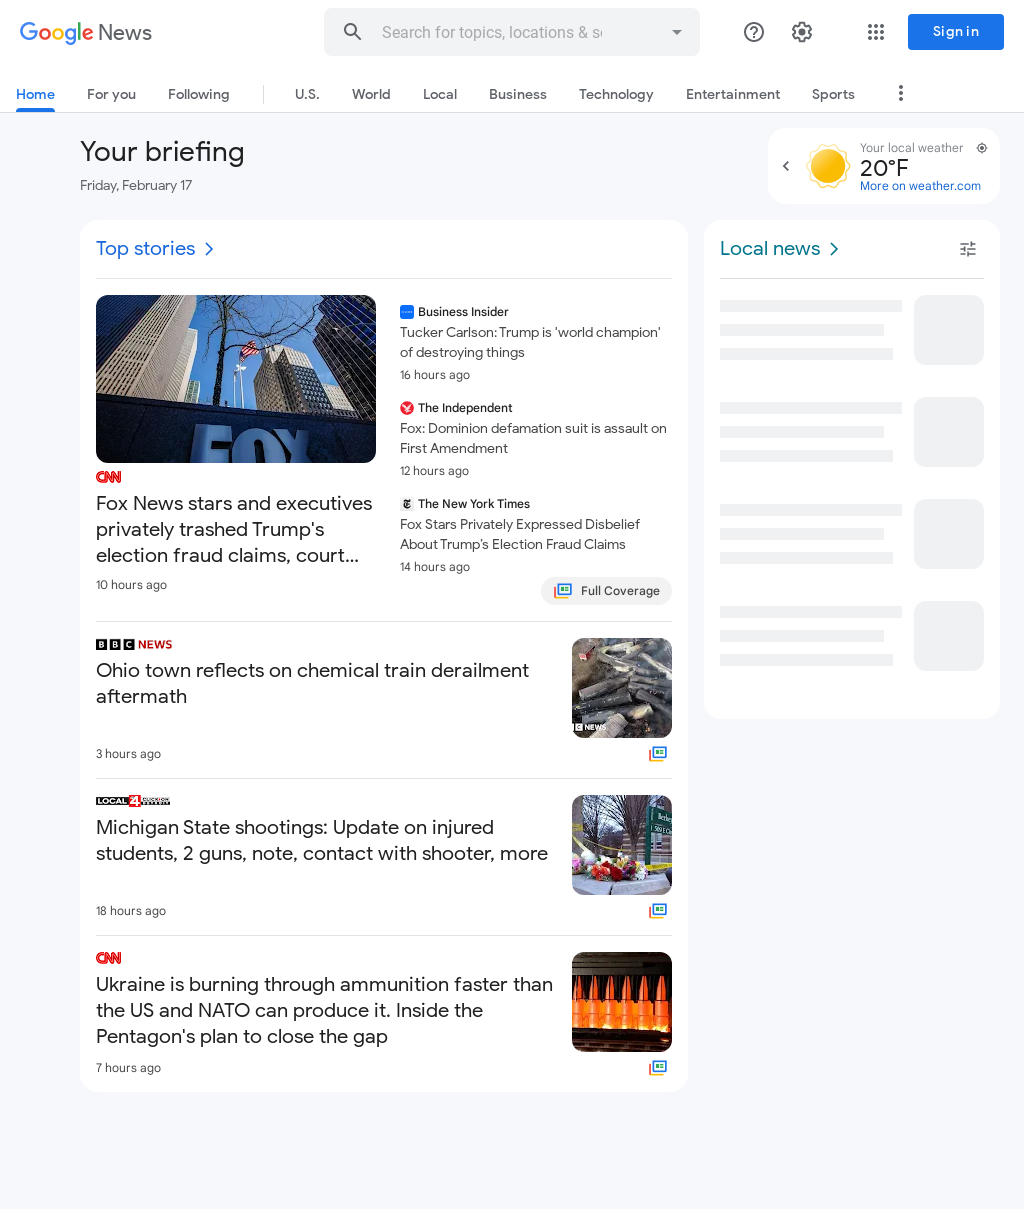 Google News
Search for topics, locations & s
Sign in
Home
For you
Following
U.S.
World
Local
Business
Technology
Entertainment
Sports
Your briefing
Friday, February 17
Your local weather
20°F
More on weather.com
Top stories
FOX
CNN
Fox News stars and executives
privately trashed Trump's
election fraud claims, court...
10 hours ago
Business Insider
Tucker Carlson: Trump is 'world champion'
of destroying things
16 hours ago
The Independent
Fox: Dominion defamation suit is assault on
First Amendment
12 hours ago
The New York Times
Fox Stars Privately Expressed Disbelief
About Trump's Election Fraud Claims
14 hours ago
Full Coverage
BBC NEWS
Ohio town reflects on chemical train derailment
aftermath
BBC NEWS
3 hours ago
LOCAL 4 CLICKON DETROIT
Michigan State shootings: Update on injured
students, 2 guns, note, contact with shooter, more
18 hours ago
CNN
Ukraine is burning through ammunition faster than
the US and NATO can produce it. Inside the
Pentagon's plan to close the gap
7 hours ago
Local news